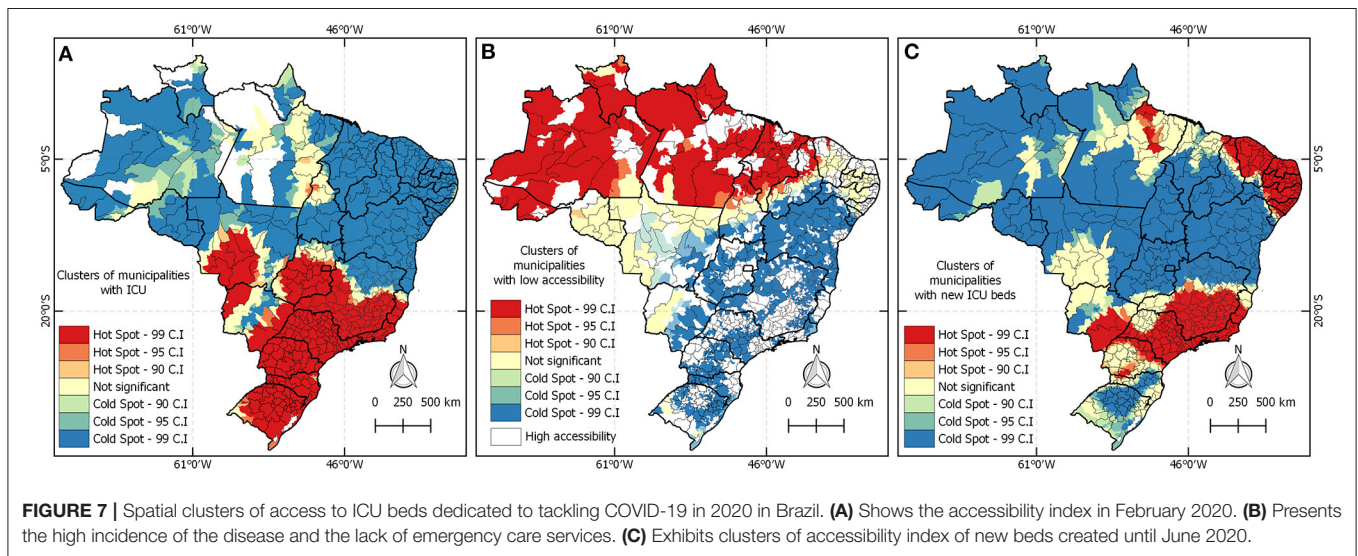 A
61°0'W
46°0'W
5°0'S
20°0'S
Clusters of municipalities
with ICU
Hot Spot - 99 C.I
Hot Spot - 95 C.I
Hot Spot - 90 C.I
Not significant
Cold Spot - 90 C.I
Cold Spot - 95 C.I
Cold Spot - 99 C.I
N
0 250 500 km
61°0'W
46°0'W
B
61°0'W
46°0'W
5°0'S
20°0'S
Clusters of
municipalities
with low accessibility
Hot Spot - 99 C.I
Hot Spot - 95 C.I
Hot Spot - 90 C.I
Not significant
Cold Spot - 90 C.I
Cold Spot - 95 C.I
Cold Spot - 99 C.I
High accessibility
N
0 250 500 km
61°0'W
46°0'W
C
61°0'W
46°0'W
5°0'S
20°0'S
Clusters of
municipalities
with new ICU beds
Hot Spot - 99 C.I
Hot Spot - 95 C.I
Hot Spot - 90 C.I
Not significant
Cold Spot - 90 C.I
Cold Spot - 95 C.I
Cold Spot - 99 C.I
N
0 250 500 km
61°0'W
46°0'W
FIGURE 7 | Spatial clusters of access to ICU beds dedicated to tackling COVID-19 in 2020 in Brazil. (A) Shows the accessibility index in February 2020. (B) Presents
the high incidence of the disease and the lack of emergency care services. (C) Exhibits clusters of accessibility index of new beds created until June 2020.